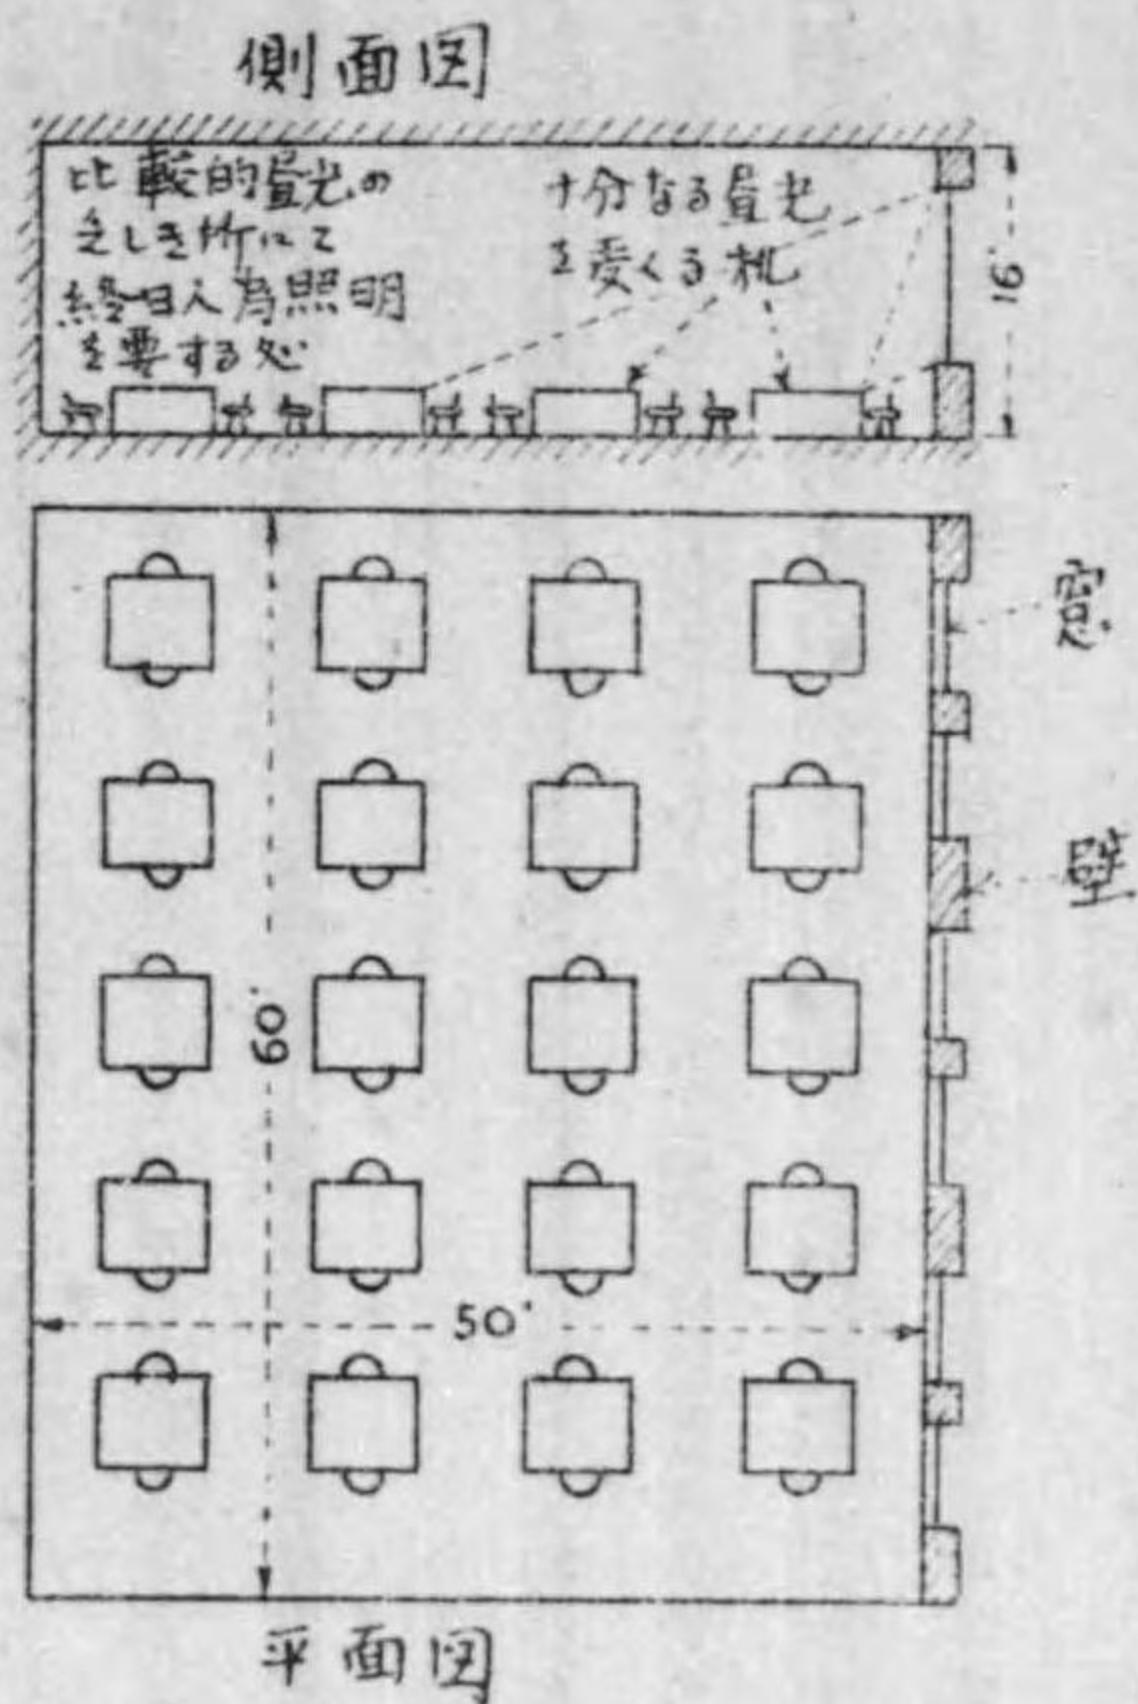 側面図
比較的昼光の
乏しき所にて
終日人為照明
を要する処
十分なる昼光
を受くる机
16'
窓
壁
60'
50'
平面図